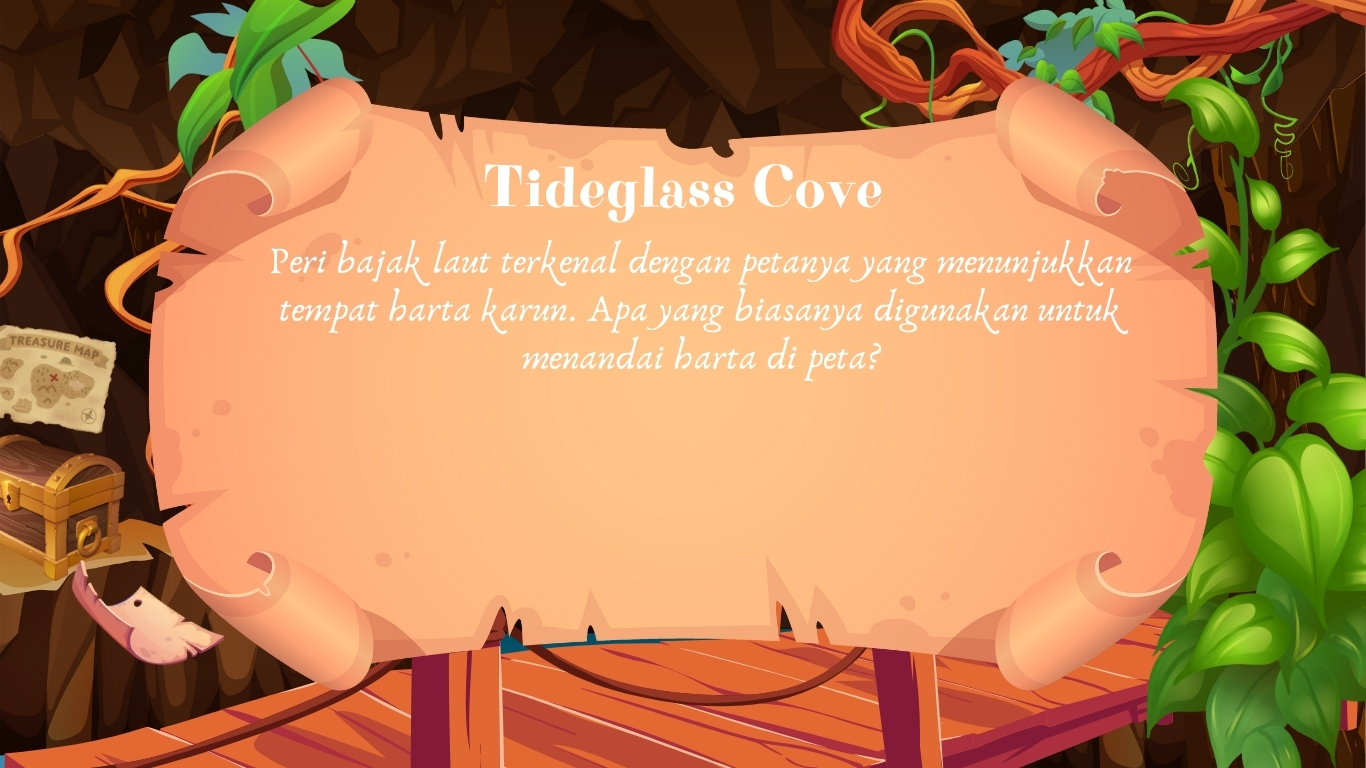 Tideglass Cove
Peri bajak laut terkenal dengan petanya yang menunjukkan
tempat harta karun. Apa yang biasanya digunakan untuk
menandai harta di peta?
TREASURE MAP